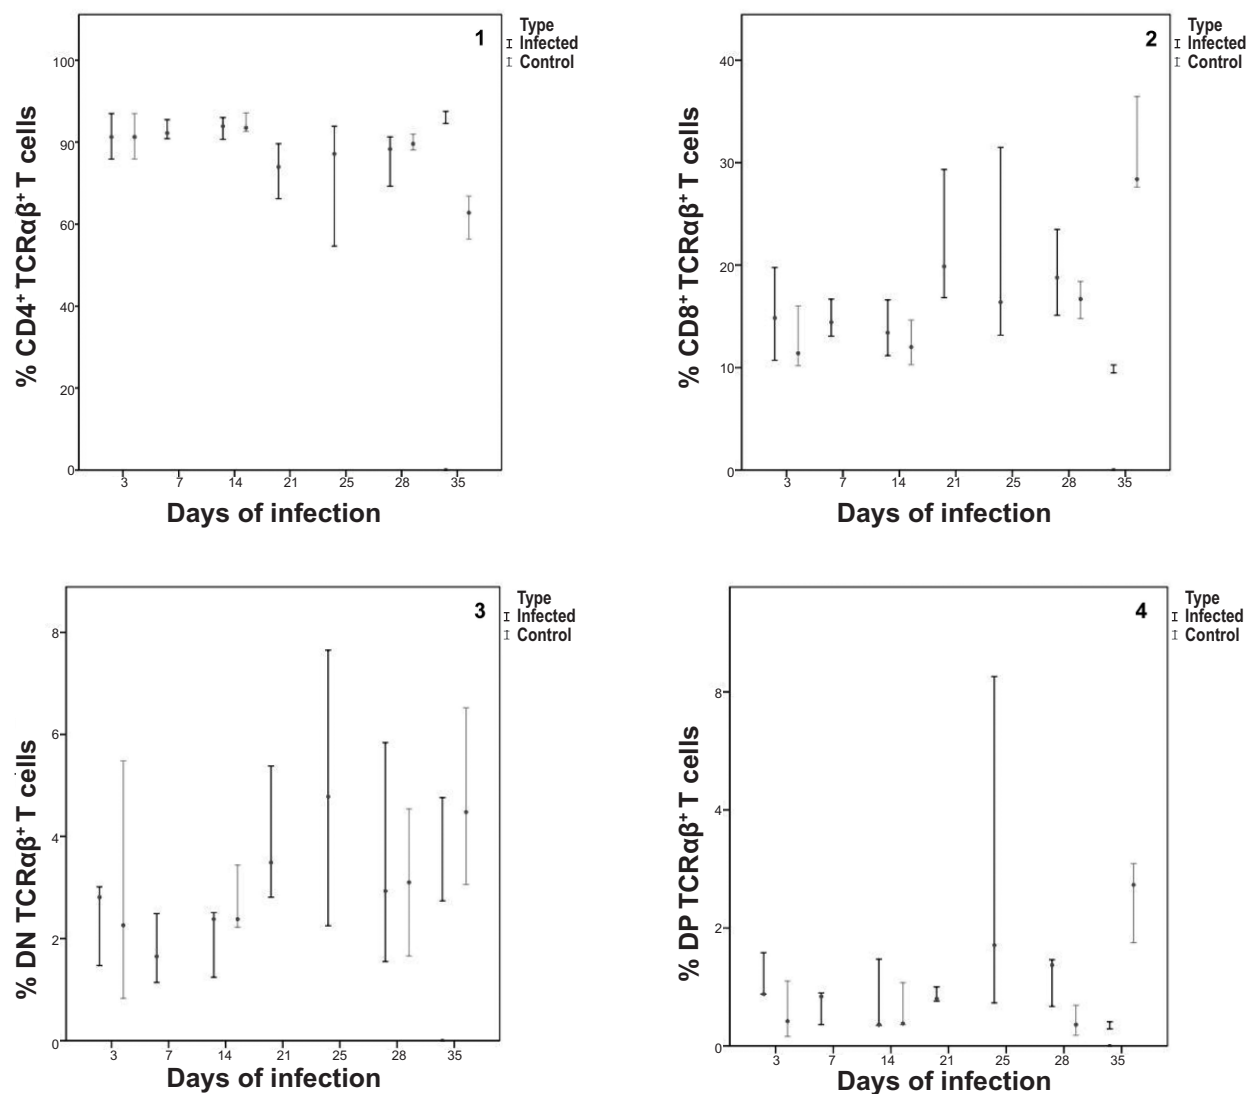 1
Type
Infected
Control
100
90
60
40
20
0
% CD4+ TCRαβ+ T cells
3 7 14 21 25 28 35
Days of infection
2
Type
Infected
Control
40
30
20
10
0
% CD8+ TCRαβ+ T cells
3 7 14 21 25 28 35
Days of infection
3
Type
Infected
Control
8
6
4
2
0
% DN TCRαβ+ T cells
3 7 14 21 25 28 35
Days of infection
4
Type
Infected
Control
8
4
2
0
% DP TCRαβ+ T cells
3 7 14 21 25 28 35
Days of infection